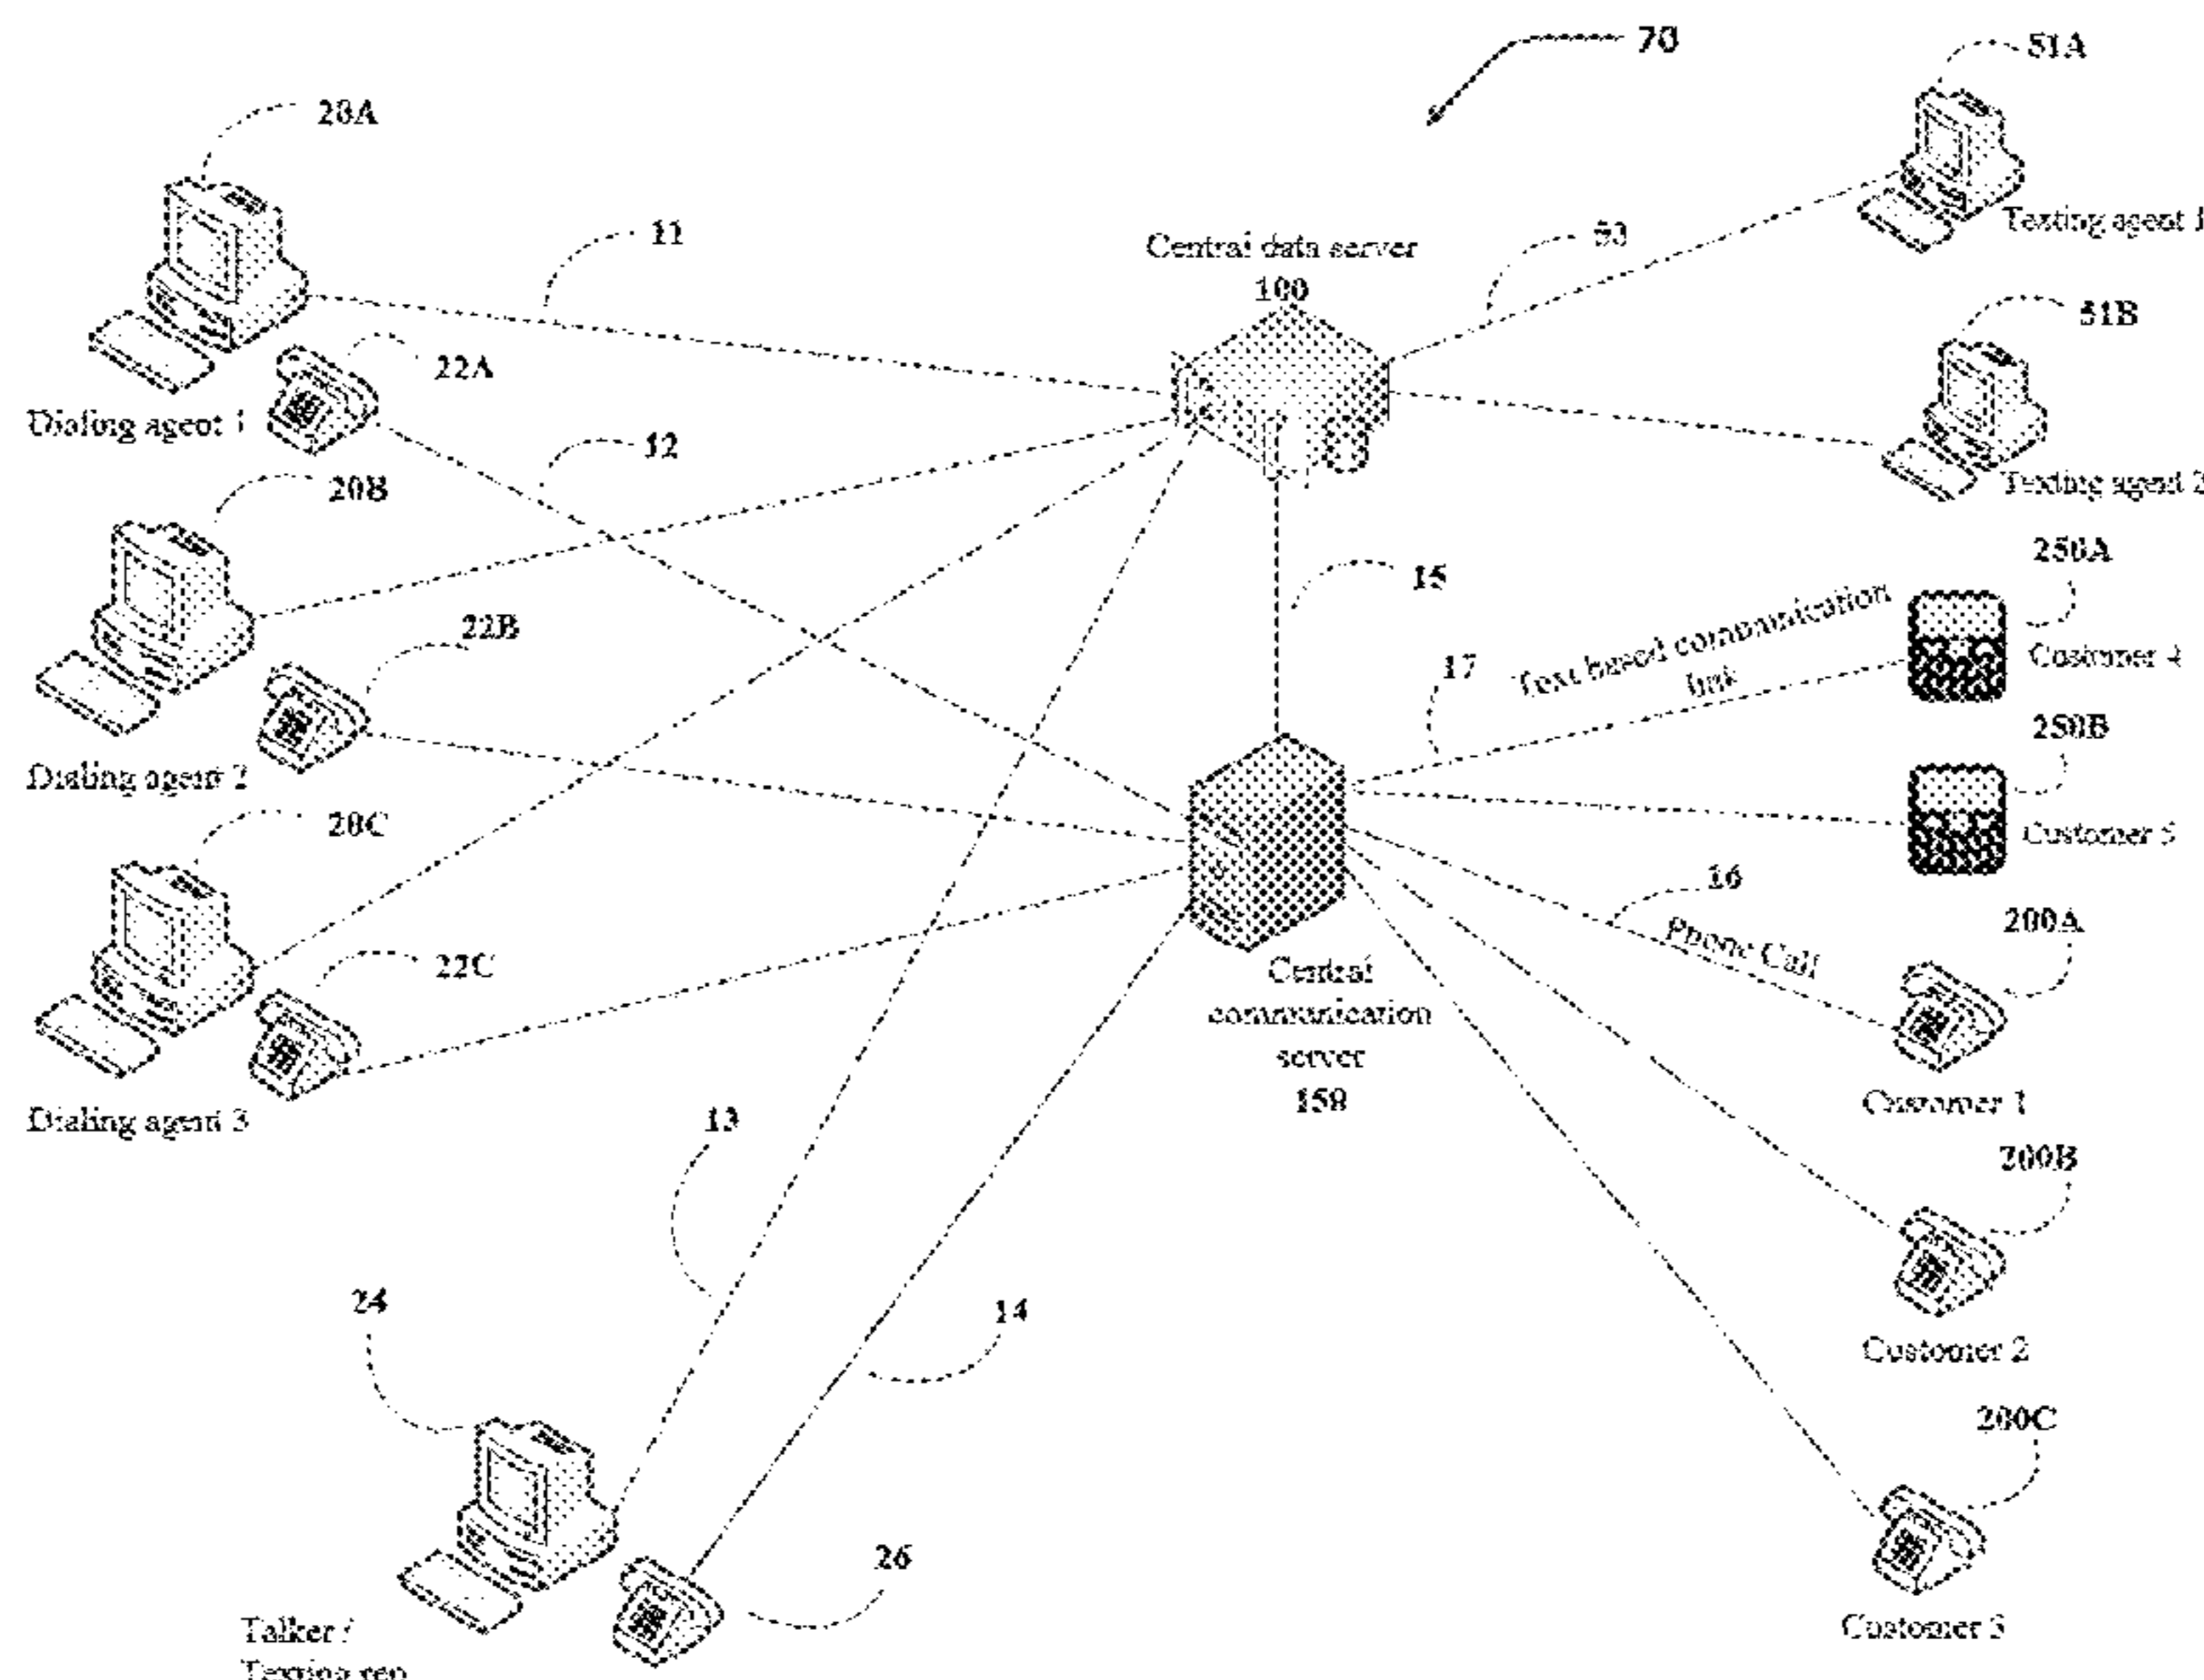 70
51A
20A
11
Central data server
100
53
Texting agent 1
51B
22A
Dialing agent 1
12
20B
Texting agent 2
250A
15
22B
Text based communication
link
17
Customer 4
250B
Dialing agent 2
20C
Customer 5
16
Phone Call
200A
22C
Central
communication
server
150
Customer 1
Dialing agent 3
13
200B
24
14
Customer 2
200C
26
Talker /
Texting rep
Customer 3